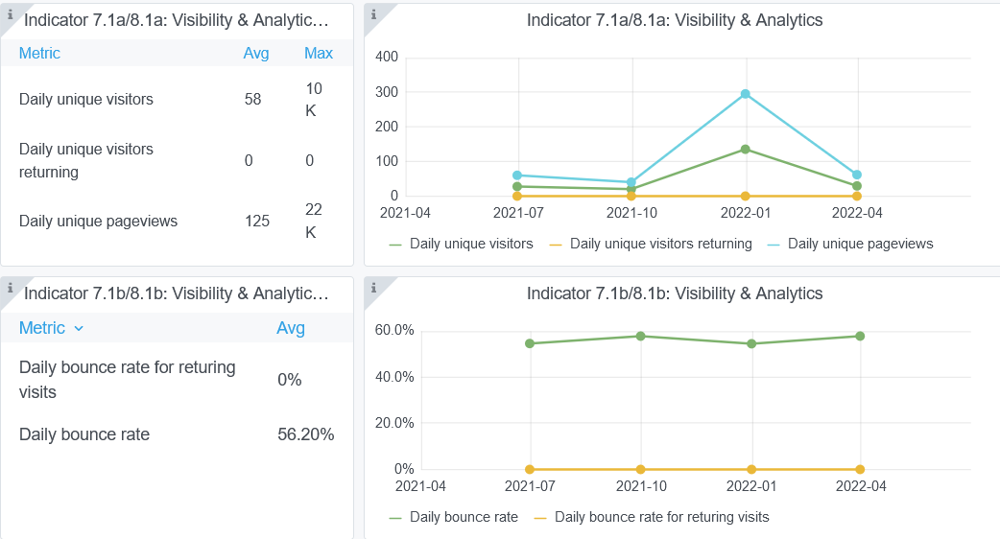 Indicator 7.1a/8.1a: Visibility & Analytic…
Metric Avg Max
Daily unique visitors 58 10 K
Daily unique visitors returning 0 0
Daily unique pageviews 125 22 K
Indicator 7.1a/8.1a: Visibility & Analytics
400
300
200
100
0
2021-04 2021-07 2021-10 2022-01 2022-04
Daily unique visitors Daily unique visitors returning Daily unique pageviews
Indicator 7.1b/8.1b: Visibility & Analytic…
Metric Avg
Daily bounce rate for returing visits 0%
Daily bounce rate 56.20%
Indicator 7.1b/8.1b: Visibility & Analytics
60.0%
40.0%
20.0%
0%
2021-04 2021-07 2021-10 2022-01 2022-04
Daily bounce rate Daily bounce rate for returing visits